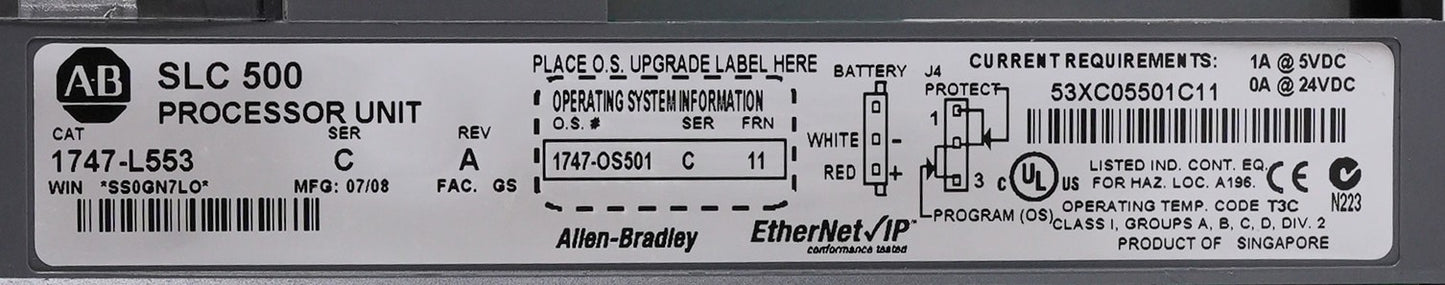 A-B
SLC 500
PROCESSOR UNIT
CAT SER REV
1747-L553 C A
WIN *SS0GN7LO* MFG: 07/08 FAC. GS
PLACE O.S. UPGRADE LABEL HERE
OPERATING SYSTEM INFORMATION
O.S. # SER FRN
1747-OS501 C 11
Allen-Bradley
EtherNet/IP™
conformance tested
BATTERY
WHITE -
RED +
J4
PROTECT
1
3
PROGRAM (OS)
CURRENT REQUIREMENTS: 1A @ 5VDC
0A @ 24VDC
53XC05501C11
C UL US
LISTED IND. CONT. EQ.
FOR HAZ. LOC. A196.
CE
N223
OPERATING TEMP. CODE T3C
CLASS I, GROUPS A, B, C, D, DIV. 2
PRODUCT OF SINGAPORE